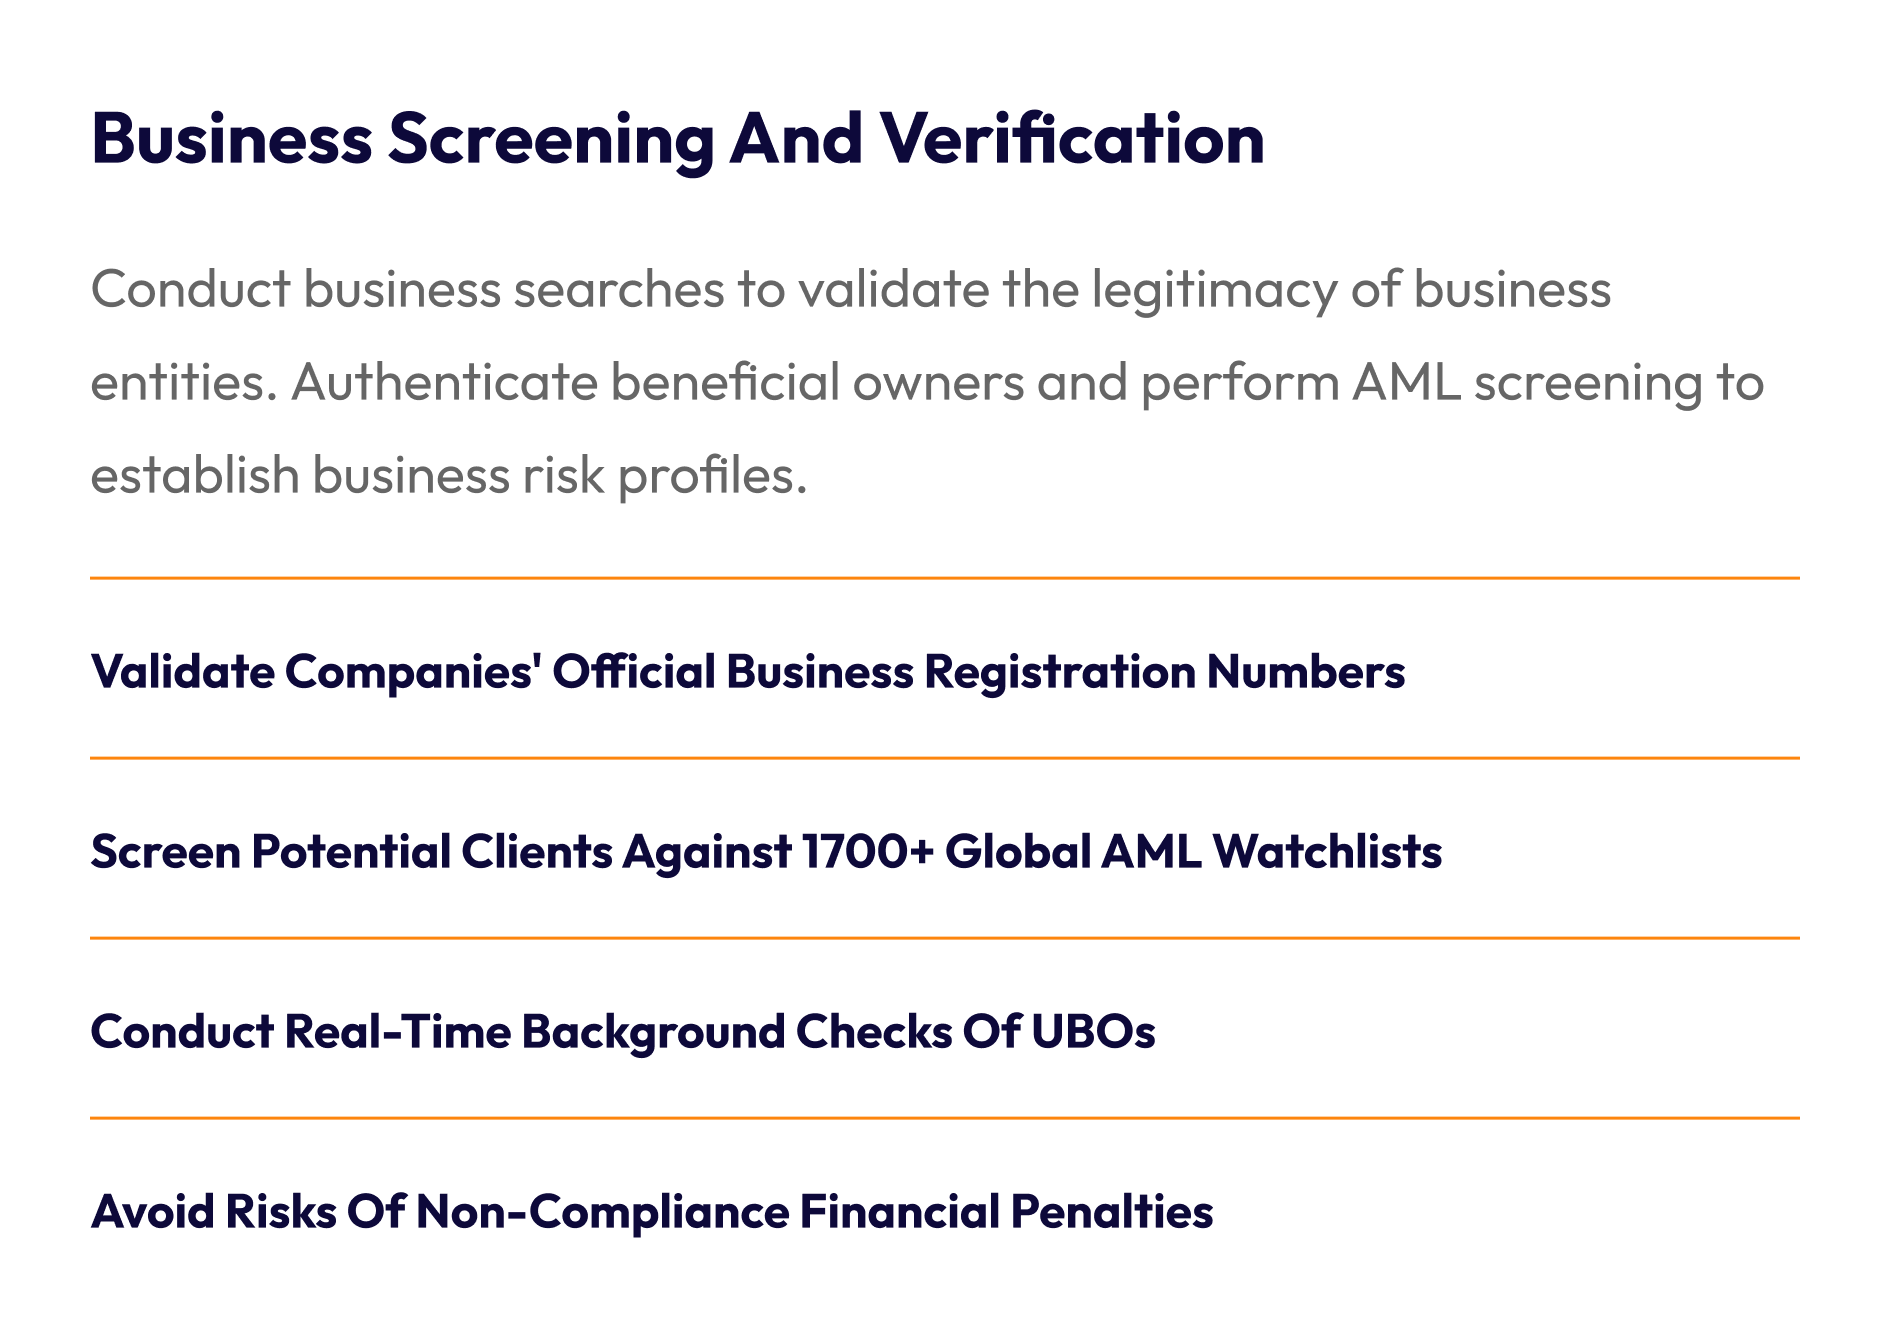 Business Screening And Verification
Conduct business searches to validate the legitimacy of business
entities. Authenticate beneficial owners and perform AML screening to
establish business risk profiles.
Validate Companies' Official Business Registration Numbers
Screen Potential Clients Against 1700+ Global AML Watchlists
Conduct Real-Time Background Checks Of UBOs
Avoid Risks Of Non-Compliance Financial Penalties